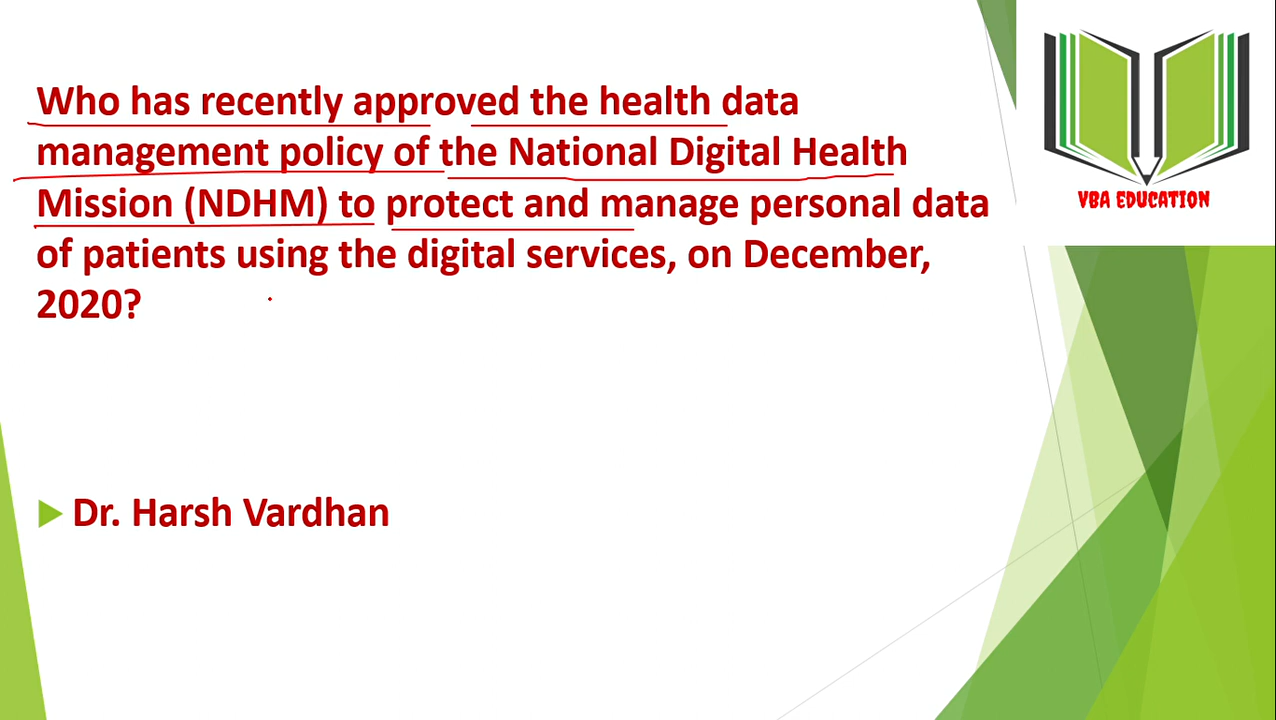 Who has recently approved the health data
management policy of the National Digital Health
Mission (NDHM) to protect and manage personal data
of patients using the digital services, on December,
2020?
Dr. Harsh Vardhan
VBA EDUCATION